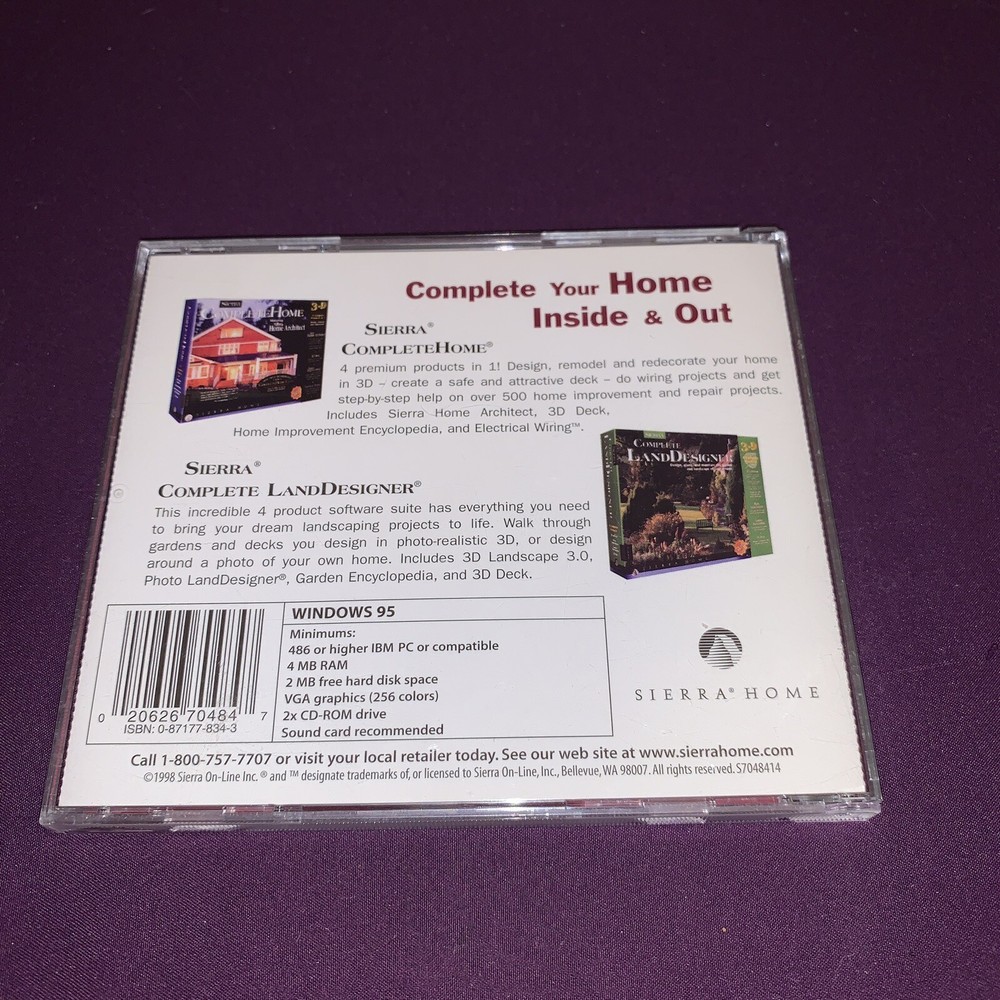 Complete Your Home
Inside & Out
SIERRA
COMPLETEHOME
Home Architect
3-D
SIERRA®
COMPLETEHOME®
4 premium products in 1! Design, remodel and redecorate your home
in 3D – create a safe and attractive deck – do wiring projects and get
step-by-step help on over 500 home improvement and repair projects.
Includes Sierra Home Architect, 3D Deck,
Home Improvement Encyclopedia, and Electrical Wiring™.
SIERRA
COMPLETE
LANDDESIGNER
3-D
SIERRA®
COMPLETE LANDDESIGNER®
This incredible 4 product software suite has everything you need
to bring your dream landscaping projects to life. Walk through
gardens and decks you design in photo-realistic 3D, or design
around a photo of your own home. Includes 3D Landscape 3.0,
Photo LandDesigner®, Garden Encyclopedia, and 3D Deck.
0 20626 70484 7
ISBN: 0-87177-834-3
WINDOWS 95
Minimums:
486 or higher IBM PC or compatible
4 MB RAM
2 MB free hard disk space
VGA graphics (256 colors)
2x CD-ROM drive
Sound card recommended
SIERRA® HOME
Call 1-800-757-7707 or visit your local retailer today. See our web site at www.sierrahome.com
©1998 Sierra On-Line Inc. ® and ™ designate trademarks of, or licensed to Sierra On-Line, Inc., Bellevue, WA 98007. All rights reserved. S7048414